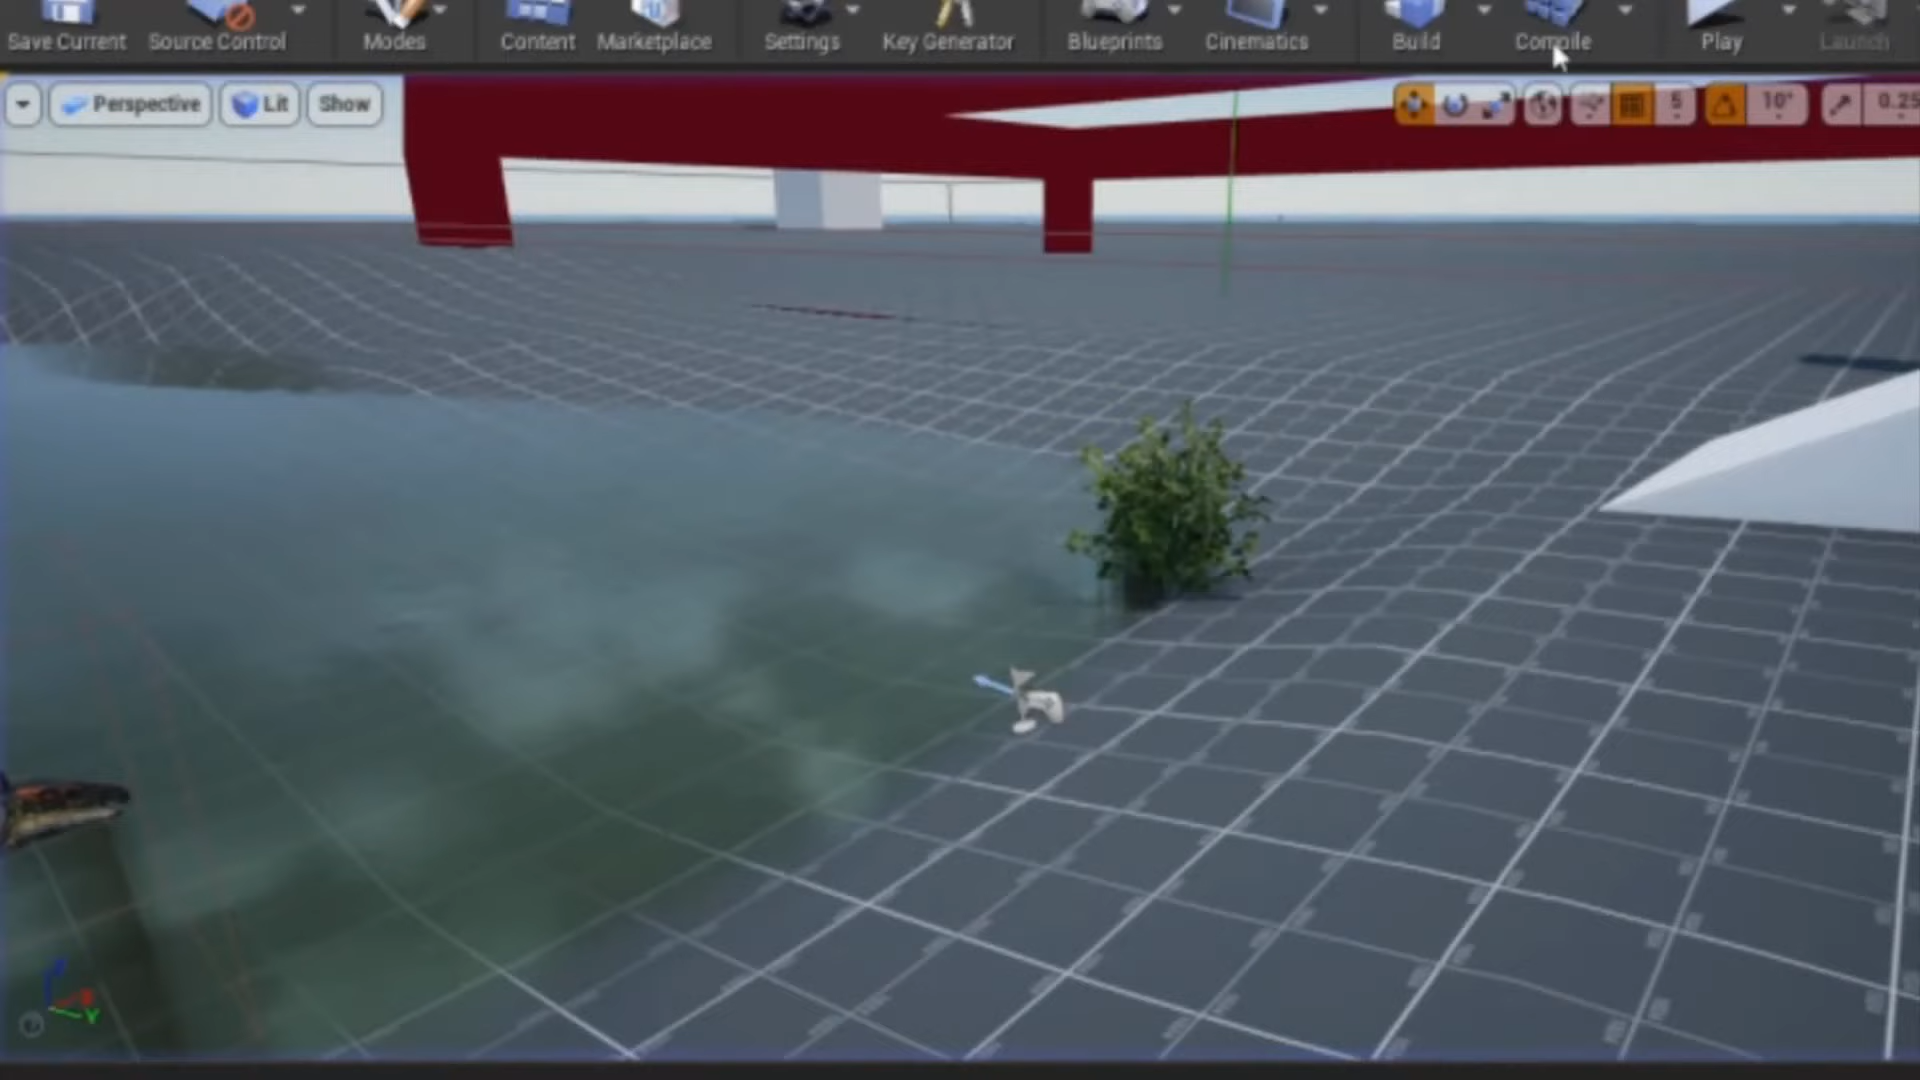 Save Current Source Control Modes Content Marketplace Settings Key Generator Blueprints Cinematics Build Compile Play Launch
Perspective Lit Show 5 10° 0.25
X
Y